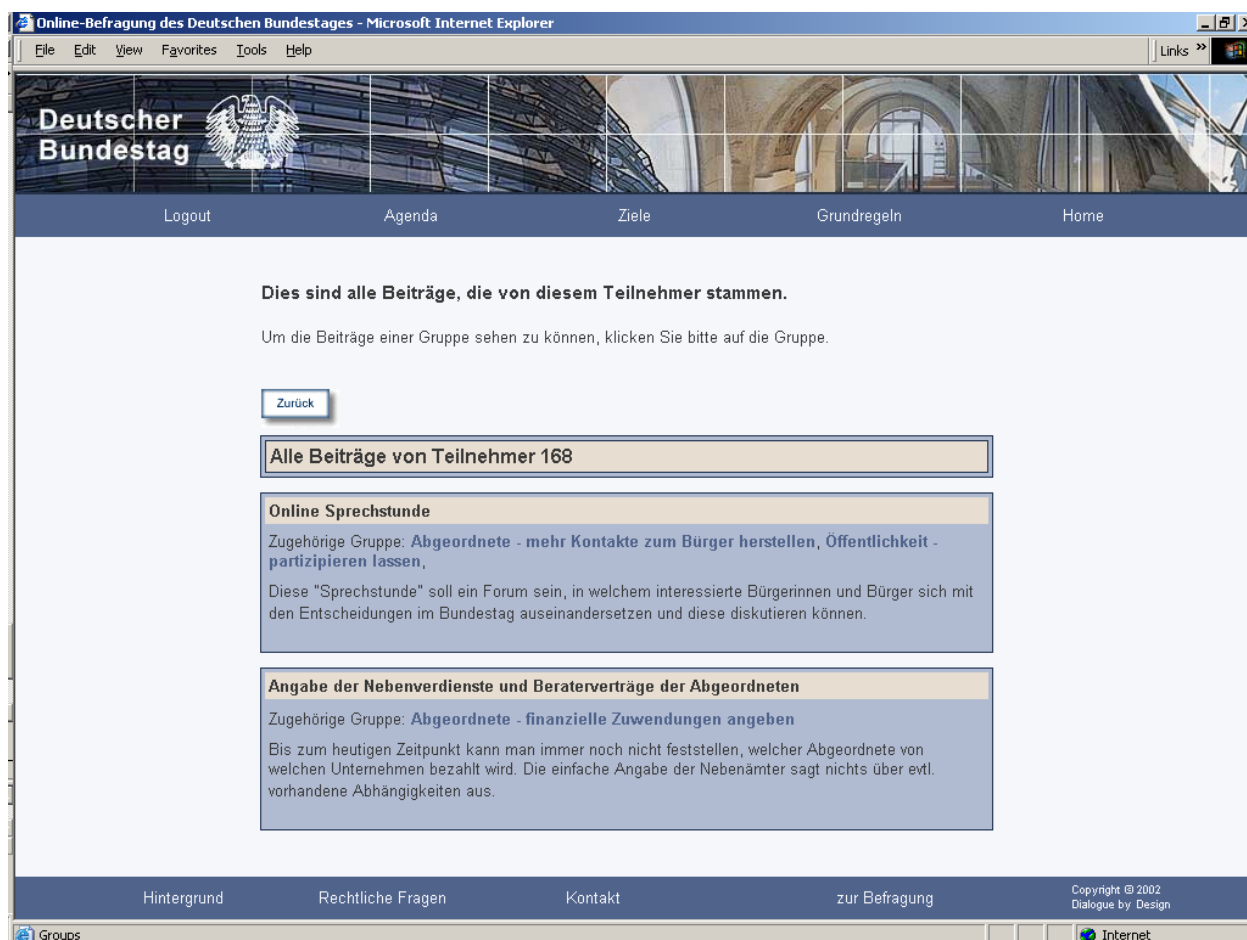 Online-Befragung des Deutschen Bundestages - Microsoft Internet Explorer
File Edit View Favorites Tools Help
Links »
Deutscher
Bundestag
Logout Agenda Ziele Grundregeln Home
Dies sind alle Beiträge, die von diesem Teilnehmer stammen.
Um die Beiträge einer Gruppe sehen zu können, klicken Sie bitte auf die Gruppe.
Zurück
Alle Beiträge von Teilnehmer 168
Online Sprechstunde
Zugehörige Gruppe: Abgeordnete - mehr Kontakte zum Bürger herstellen, Öffentlichkeit -
partizipieren lassen,
Diese "Sprechstunde" soll ein Forum sein, in welchem interessierte Bürgerinnen und Bürger sich mit
den Entscheidungen im Bundestag auseinandersetzen und diese diskutieren können.
Angabe der Nebenverdienste und Beraterverträge der Abgeordneten
Zugehörige Gruppe: Abgeordnete - finanzielle Zuwendungen angeben
Bis zum heutigen Zeitpunkt kann man immer noch nicht feststellen, welcher Abgeordnete von
welchen Unternehmen bezahlt wird. Die einfache Angabe der Nebenämter sagt nichts über evtl.
vorhandene Abhängigkeiten aus.
Hintergrund Rechtliche Fragen Kontakt zur Befragung
Copyright © 2002
Dialogue by Design
Groups Internet